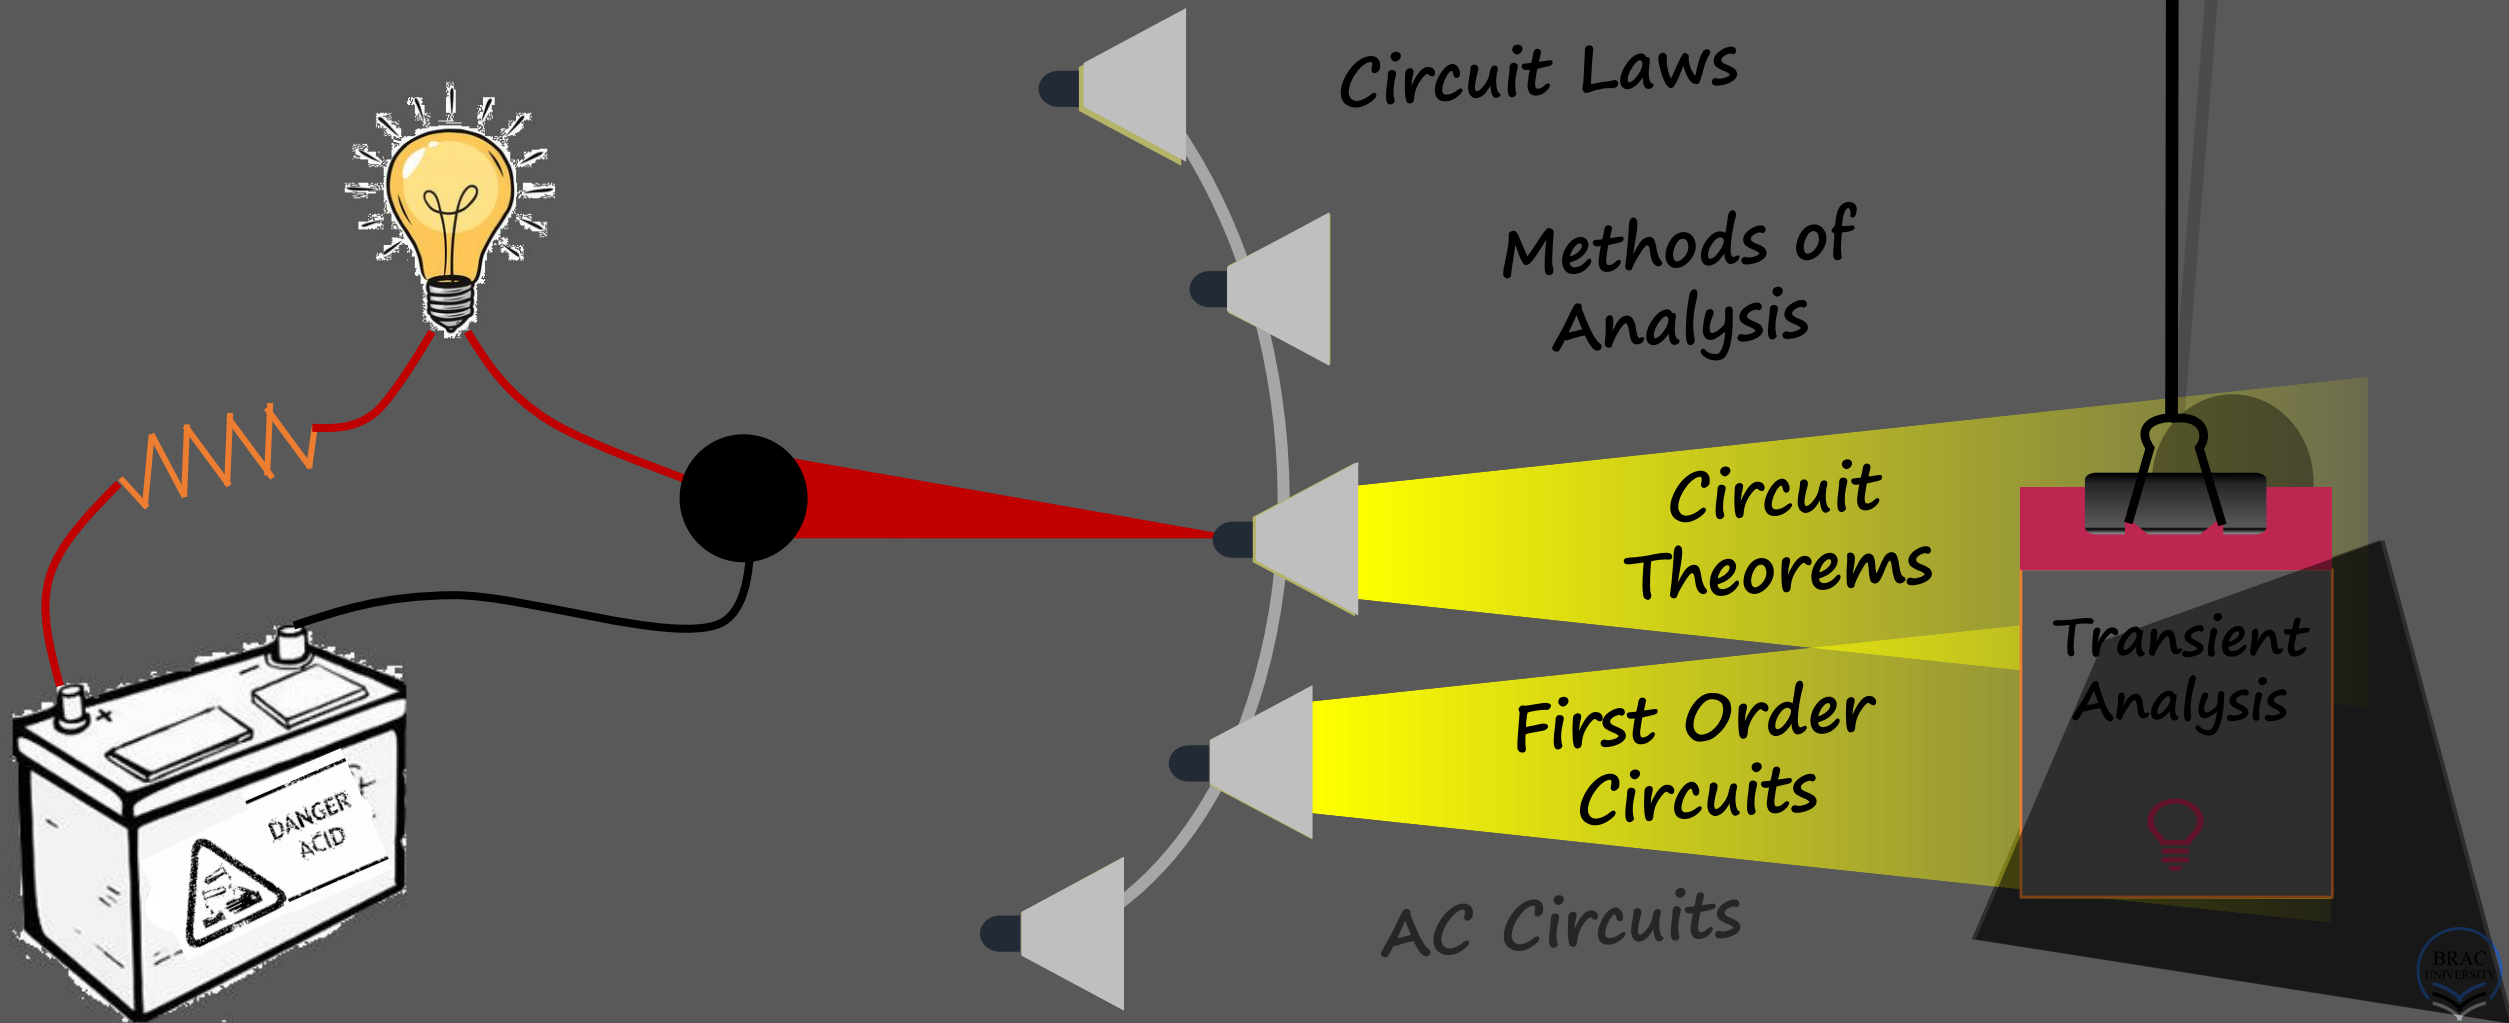 Circuit Laws
Methods of
Analysis
Circuit
Theorems
First Order
Circuits
AC Circuits
Transient
Analysis
+
DANGER
ACID
BRAC
UNIVERSITY